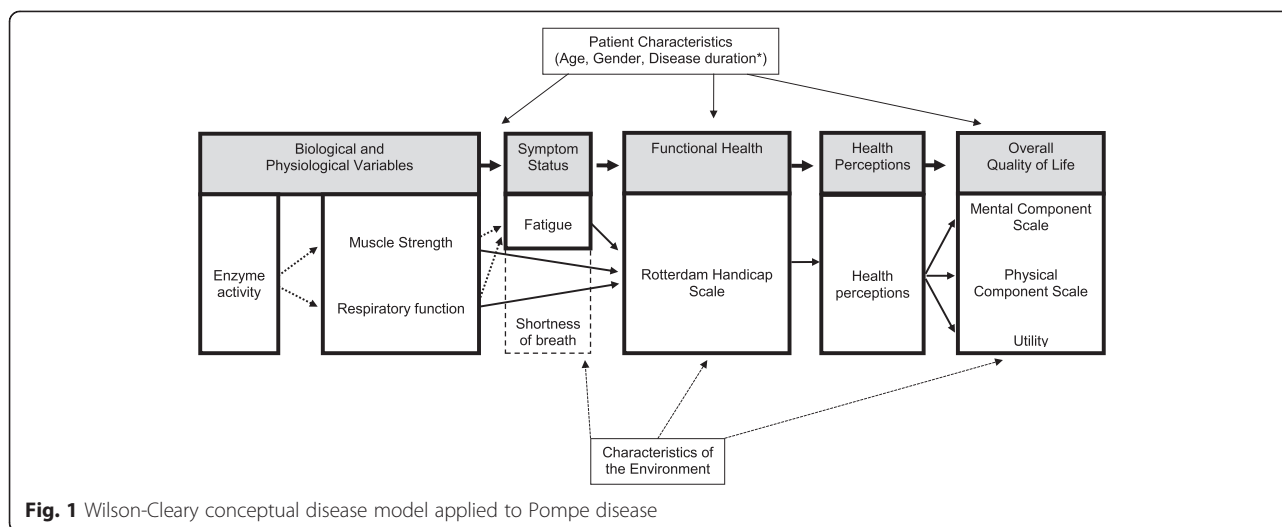 Patient Characteristics
(Age, Gender, Disease duration*)
Biological and
Physiological Variables
Symptom
Status
Functional Health
Health
Perceptions
Overall
Quality of Life
Enzyme
activity
Muscle Strength
Respiratory function
Fatigue
Shortness
of breath
Rotterdam Handicap
Scale
Health
perceptions
Mental Component
Scale
Physical
Component Scale
Utility
Characteristics of
the Environment
Fig. 1 Wilson-Cleary conceptual disease model applied to Pompe disease